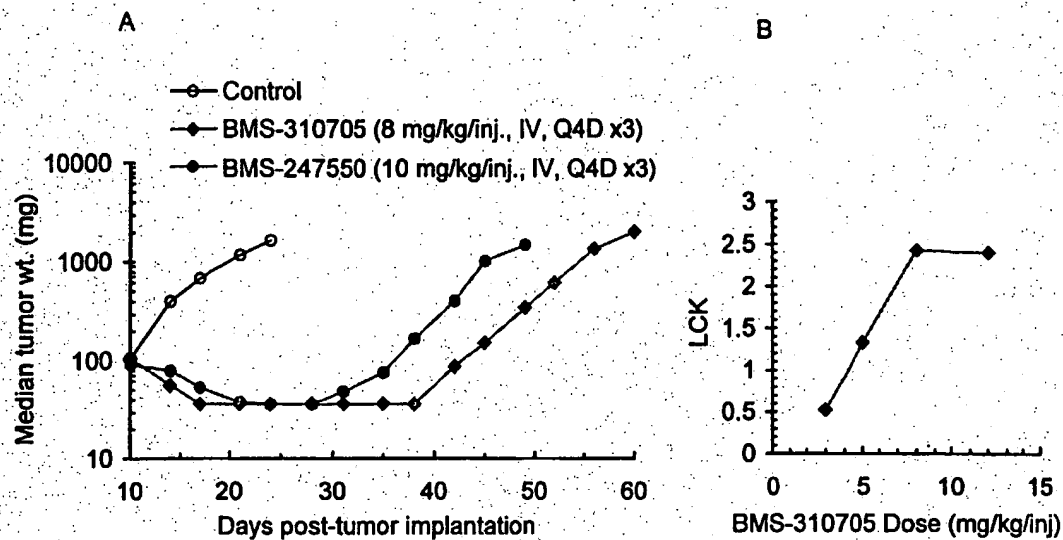 A
Control
BMS-310705 (8 mg/kg/inj., IV, Q4D x3)
BMS-247550 (10 mg/kg/inj., IV, Q4D x3)
Median tumor wt. (mg)
10000
1000
100
10
10 20 30 40 50 60
Days post-tumor implantation
B
LCK
3
2.5
2
1.5
1
0.5
0
0 5 10 15
BMS-310705 Dose (mg/kg/inj)